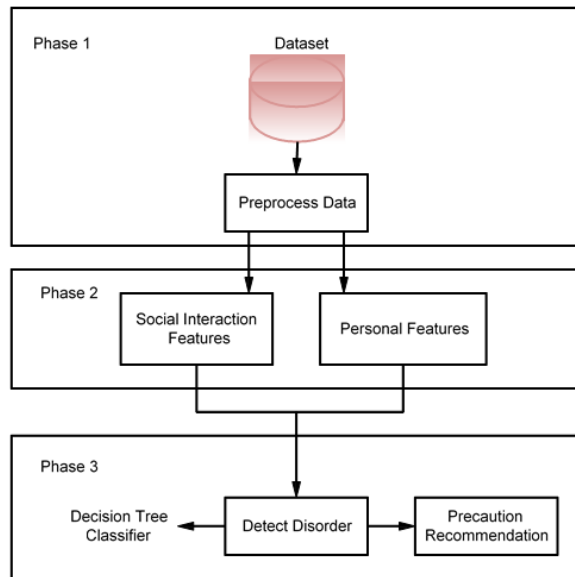 Phase 1
Dataset
Preprocess Data
Phase 2
Social Interaction
Features
Personal Features
Phase 3
Decision Tree
Classifier
Detect Disorder
Precaution
Recommendation